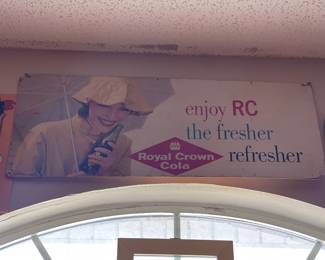 enjoy RC
the fresher
refresher
Royal Crown
Cola